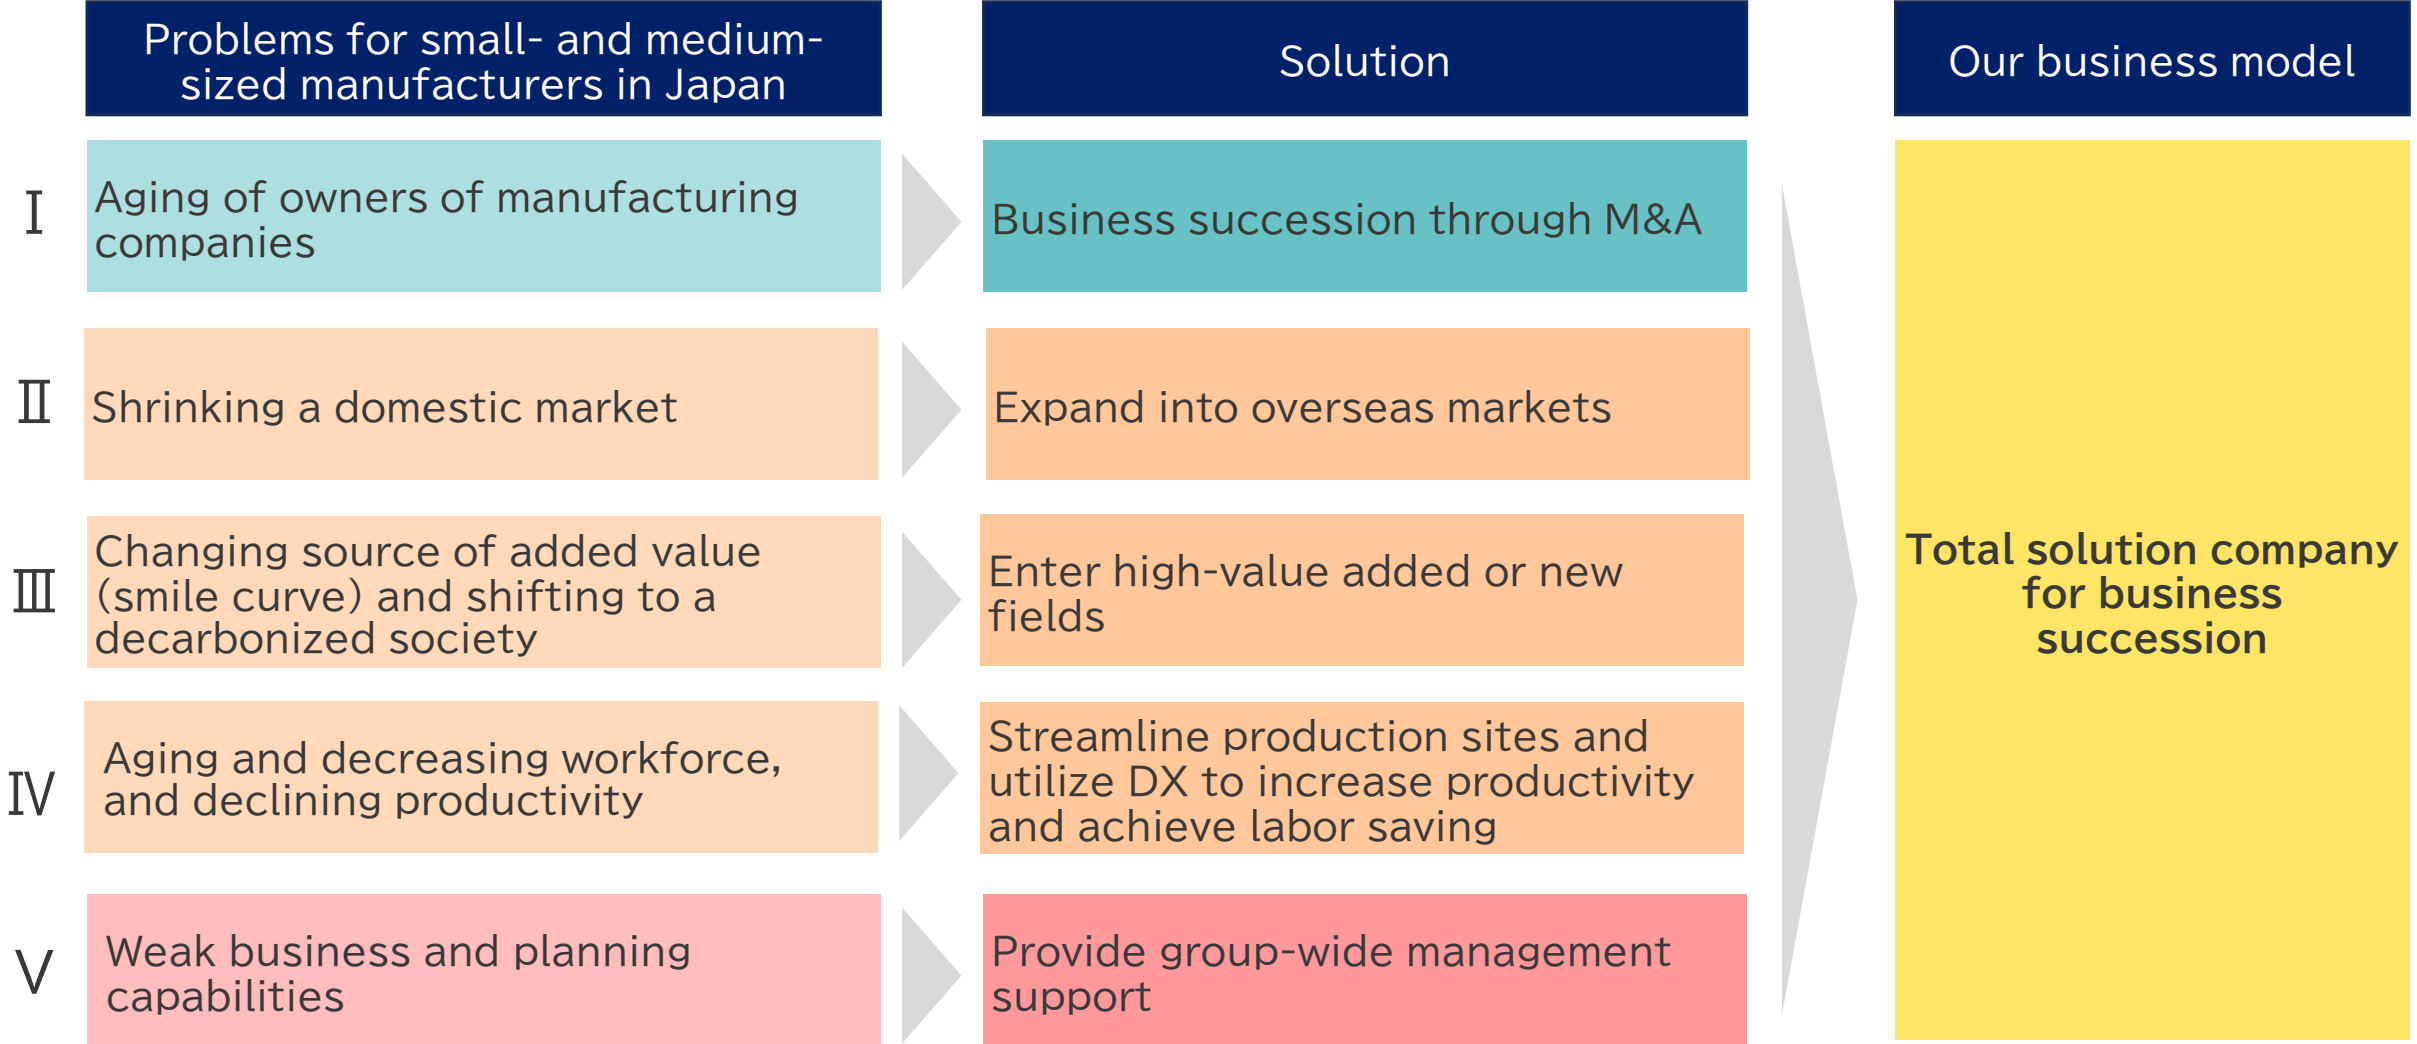 Problems for small- and medium-
sized manufacturers in Japan
Solution
Our business model
Ⅰ
Aging of owners of manufacturing
companies
Business succession through M&A
Ⅱ
Shrinking a domestic market
Expand into overseas markets
Ⅲ
Changing source of added value
(smile curve) and shifting to a
decarbonized society
Enter high-value added or new
fields
Ⅳ
Aging and decreasing workforce,
and declining productivity
Streamline production sites and
utilize DX to increase productivity
and achieve labor saving
Ⅴ
Weak business and planning
capabilities
Provide group-wide management
support
Total solution company
for business
succession